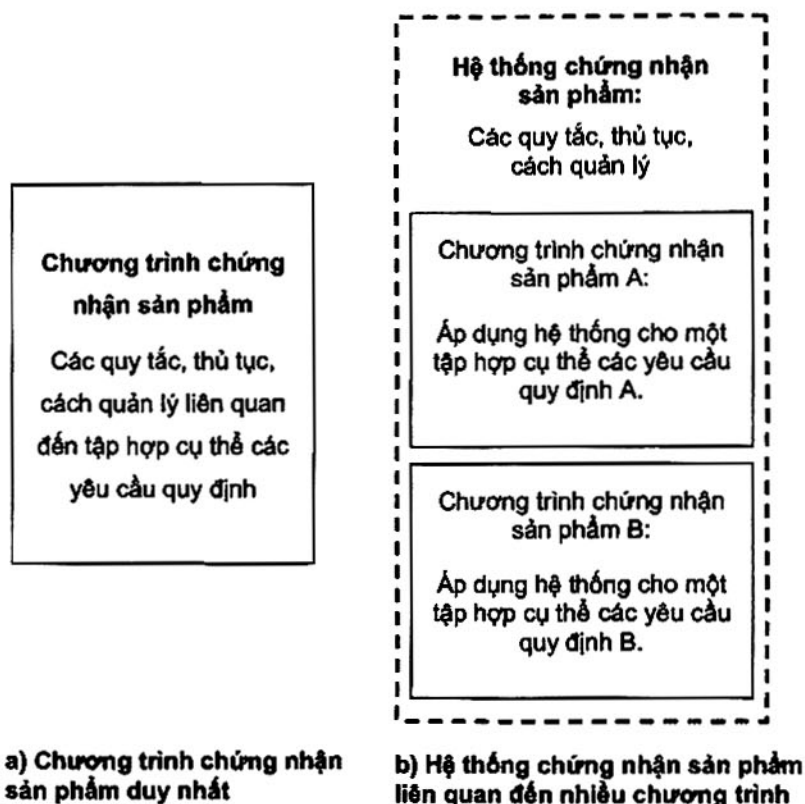 Chương trình chứng
nhận sản phẩm
Các quy tắc, thủ tục,
cách quản lý liên quan
đến tập hợp cụ thể các
yêu cầu quy định
a) Chương trình chứng nhận
sản phẩm duy nhất
Hệ thống chứng nhận
sản phẩm:
Các quy tắc, thủ tục,
cách quản lý
Chương trình chứng nhận
sản phẩm A:
Áp dụng hệ thống cho một
tập hợp cụ thể các yêu cầu
quy định A.
Chương trình chứng nhận
sản phẩm B:
Áp dụng hệ thống cho một
tập hợp cụ thể các yêu cầu
quy định B.
b) Hệ thống chứng nhận sản phẩm
liên quan đến nhiều chương trình